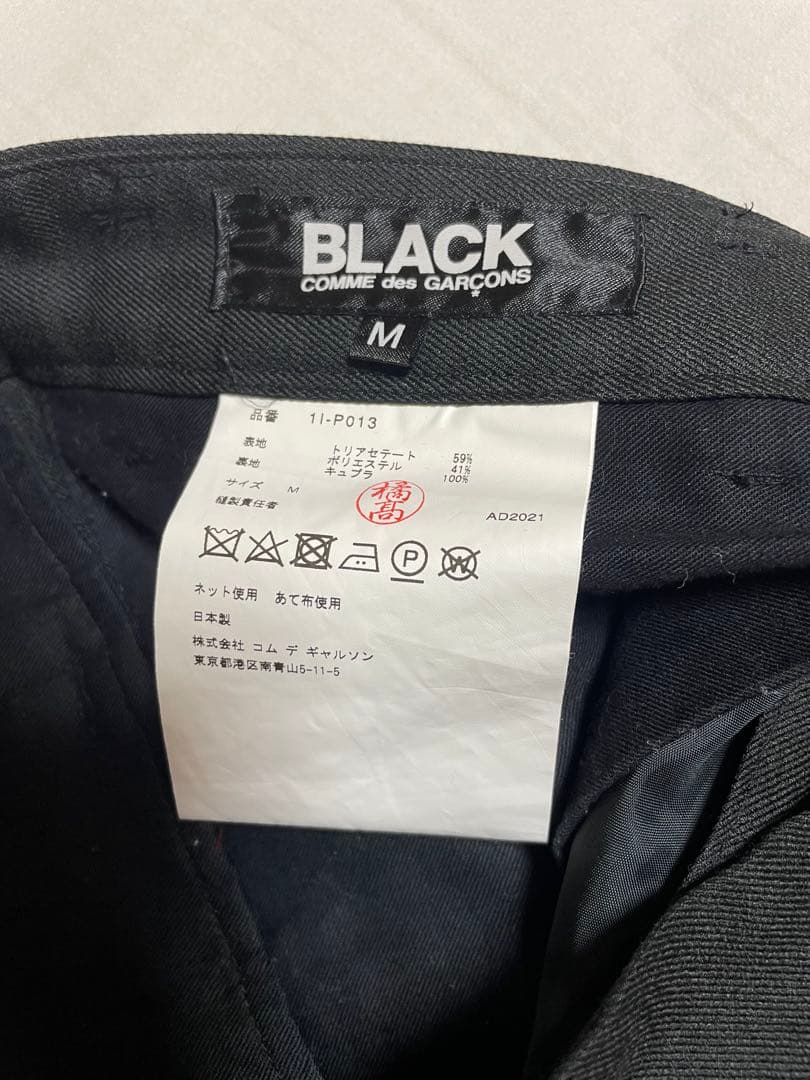 BLACK
COMME des GARÇONS
M
品番 1I-P013
表地 トリアセテート 59%
ポリエステル 41%
裏地 キュプラ 100%
サイズ M
縫製責任者 橘高 AD2021
P W
ネット使用 あて布使用
日本製
株式会社 コム デ ギャルソン
東京都港区南青山5-11-5